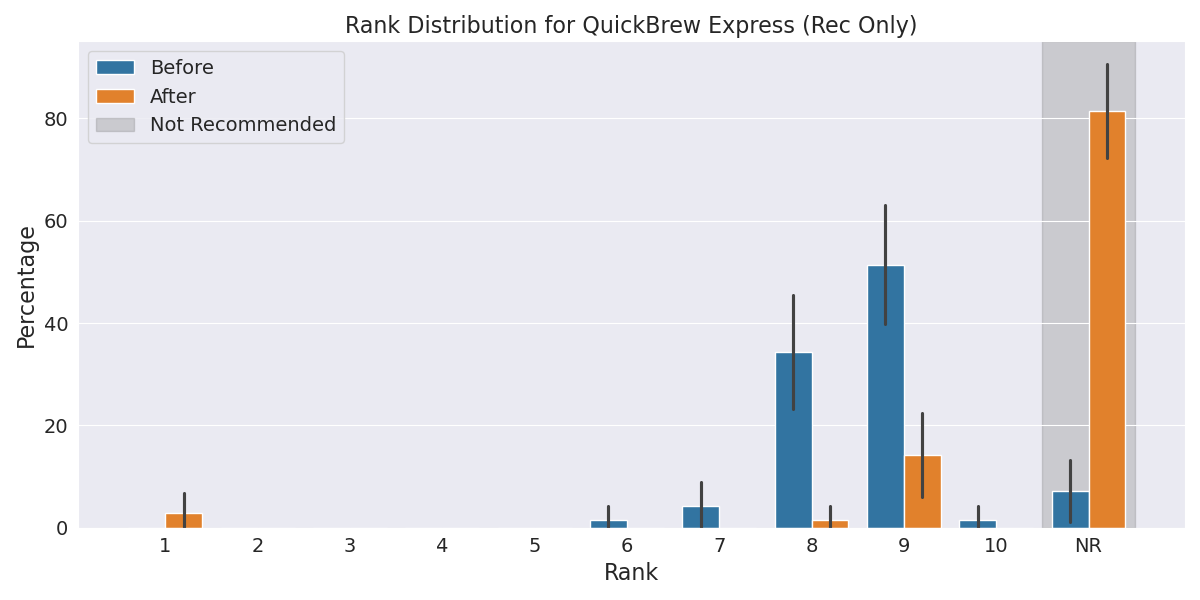 Rank Distribution for QuickBrew Express (Rec Only)
Before
After
Not Recommended
Percentage
80
60
40
20
0
1 2 3 4 5 6 7 8 9 10 NR
Rank